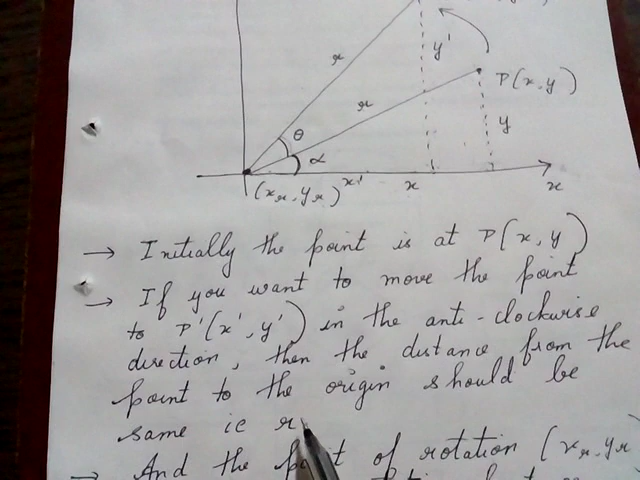 r
y'
P(x, y)
r
θ
y
α
(xr, yr)
x'
x
x
→ Initially the point is at P(x, y)
→ If you want to move the point
to P'(x', y') in the anti-clockwise
direction, then the distance from the
point to the origin should be
same ie r
→ And the point of rotation (xr, yr)